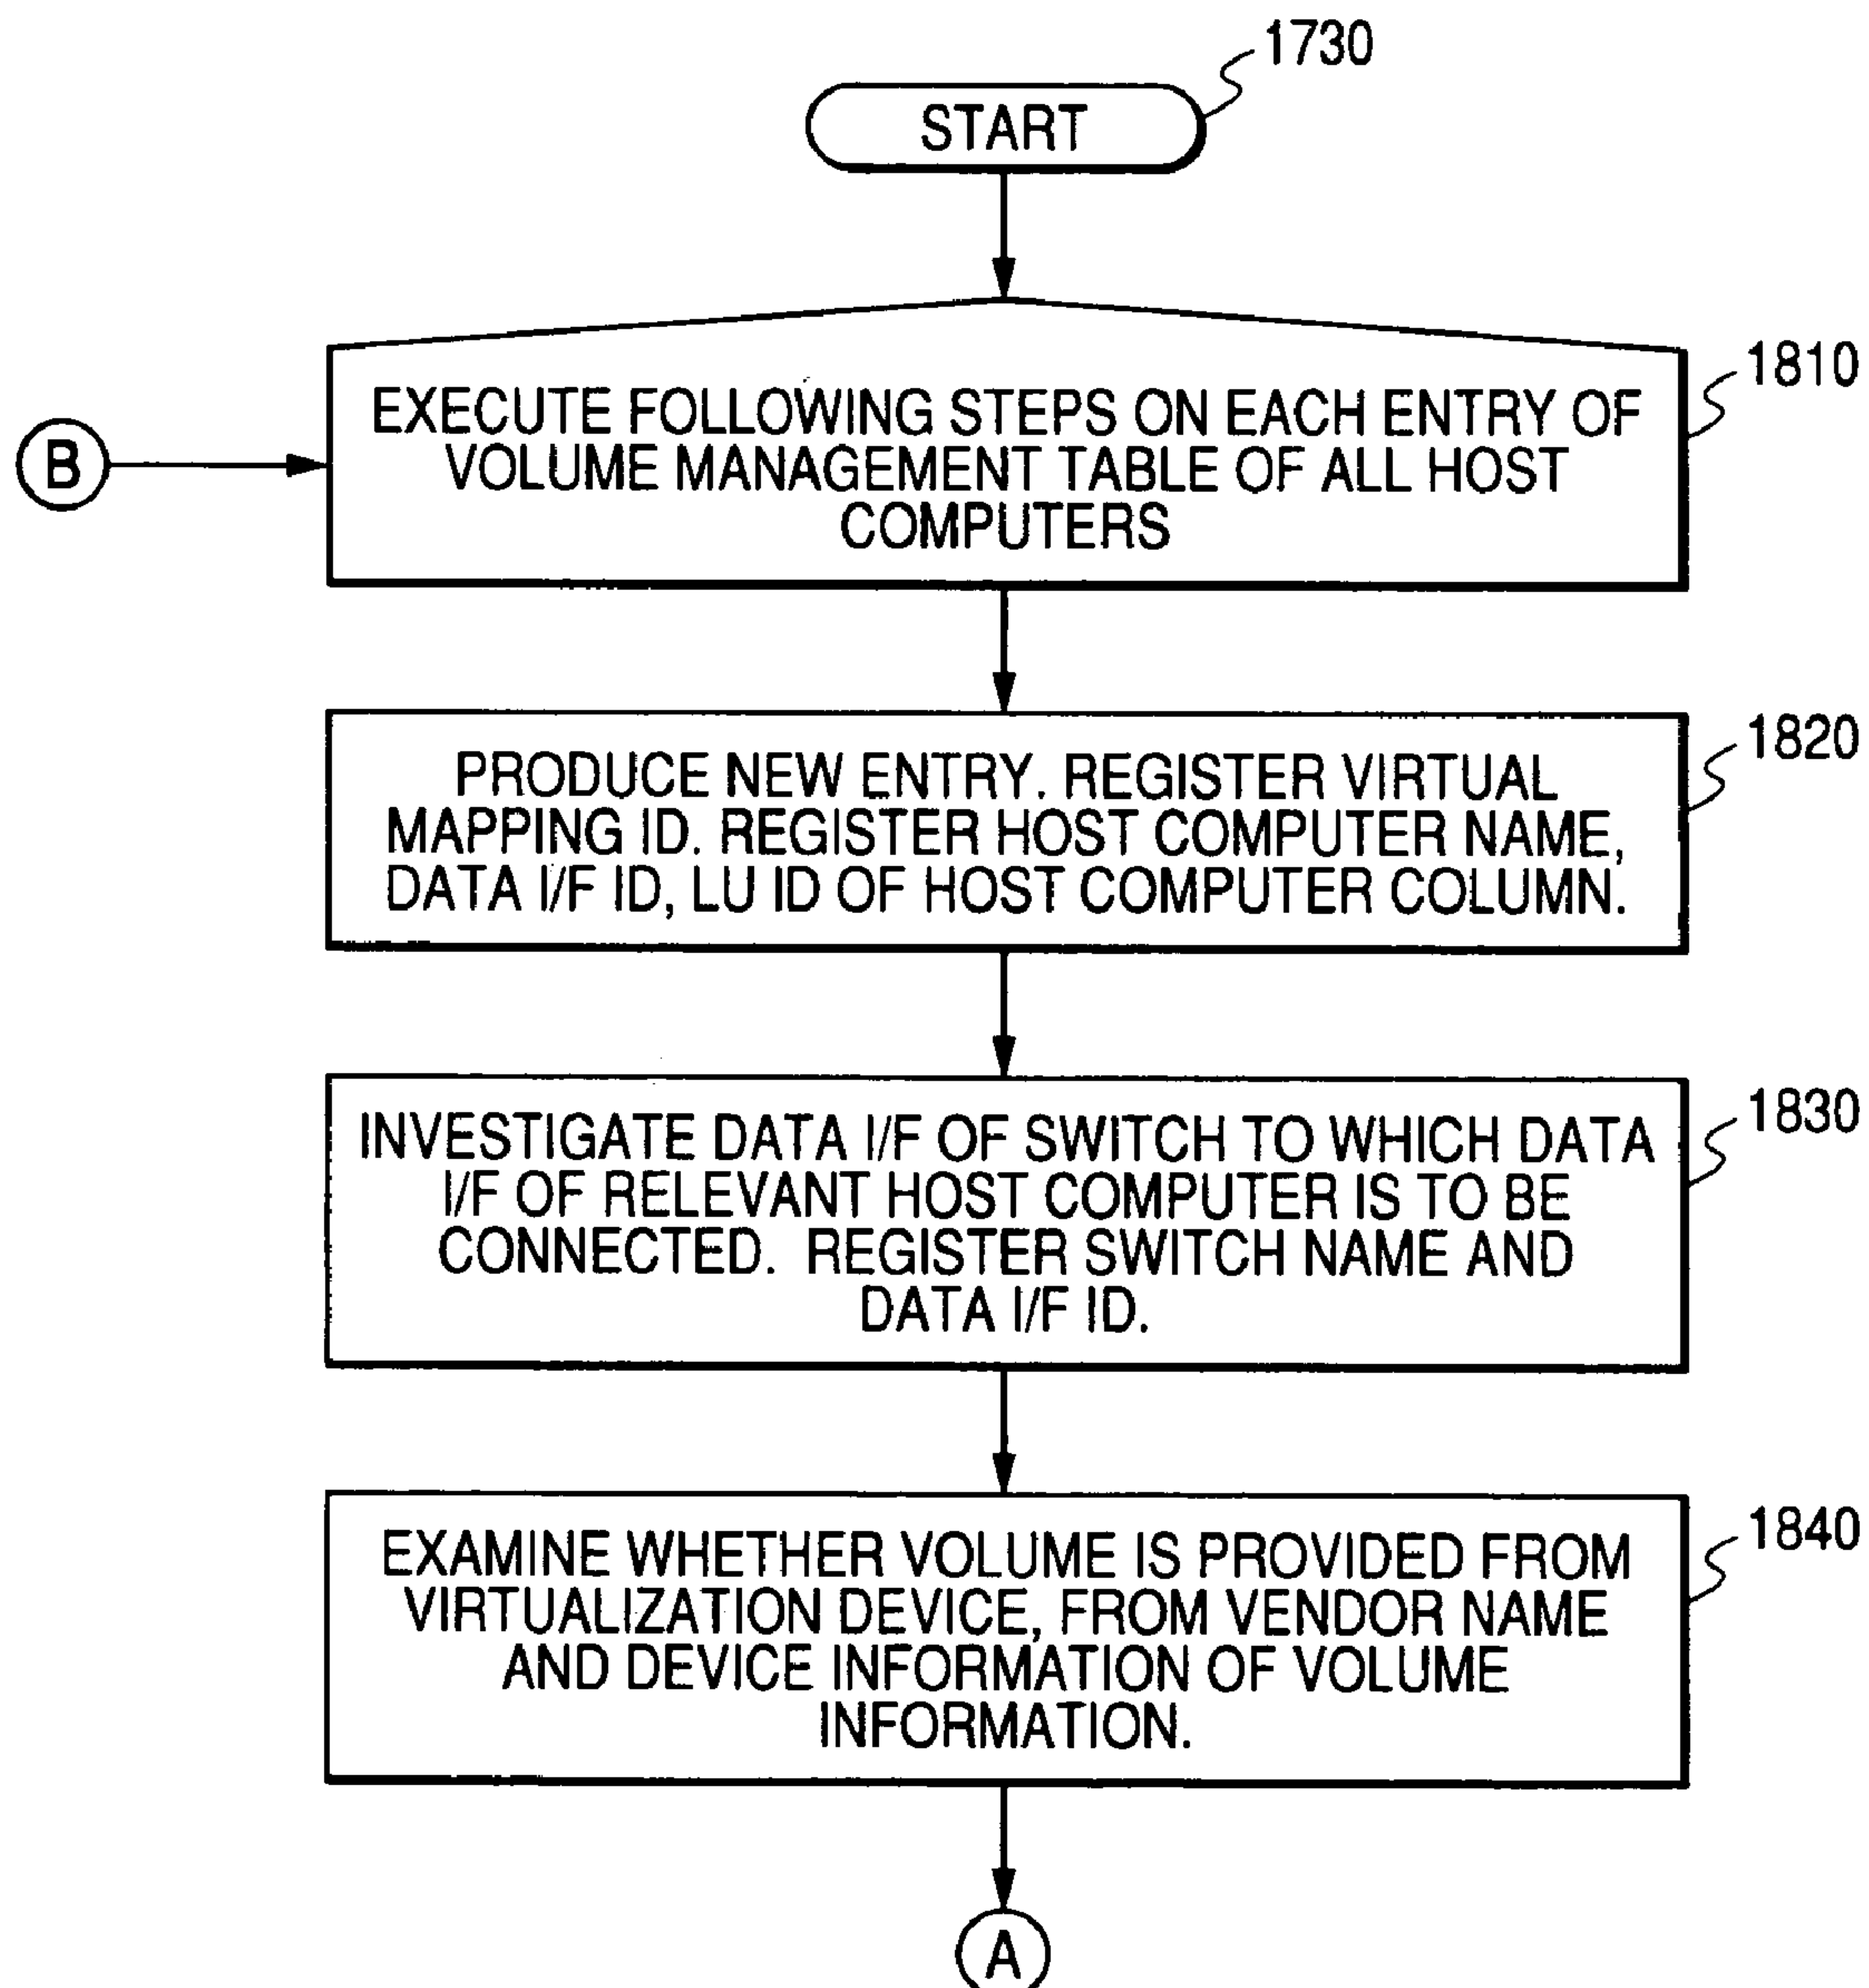 1730
START
1810
EXECUTE FOLLOWING STEPS ON EACH ENTRY OF
VOLUME MANAGEMENT TABLE OF ALL HOST
COMPUTERS
B
1820
PRODUCE NEW ENTRY. REGISTER VIRTUAL
MAPPING ID. REGISTER HOST COMPUTER NAME,
DATA I/F ID, LU ID OF HOST COMPUTER COLUMN.
1830
INVESTIGATE DATA I/F OF SWITCH TO WHICH DATA
I/F OF RELEVANT HOST COMPUTER IS TO BE
CONNECTED. REGISTER SWITCH NAME AND
DATA I/F ID.
1840
EXAMINE WHETHER VOLUME IS PROVIDED FROM
VIRTUALIZATION DEVICE, FROM VENDOR NAME
AND DEVICE INFORMATION OF VOLUME
INFORMATION.
A